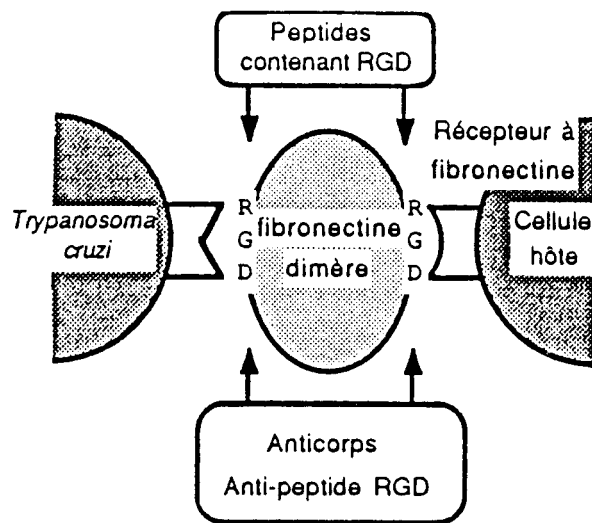 Peptides
contenant RGD
Récepteur à
fibronectine
Trypanosoma
cruzi
R
G
D
fibronectine
dimère
R
G
D
Cellule
hôte
Anticorps
Anti-peptide RGD